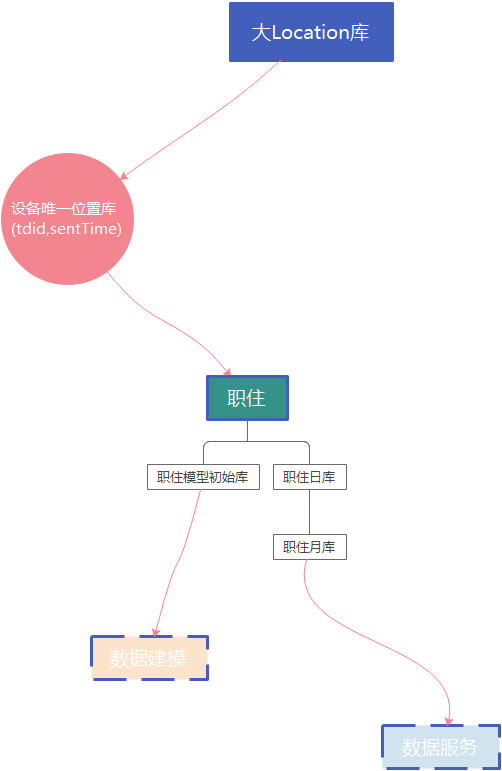 大Location库
设备唯一位置库
(tdid,sentTime)
职住
职住模型初始库
职住日库
职住月库
数据建模
数据服务